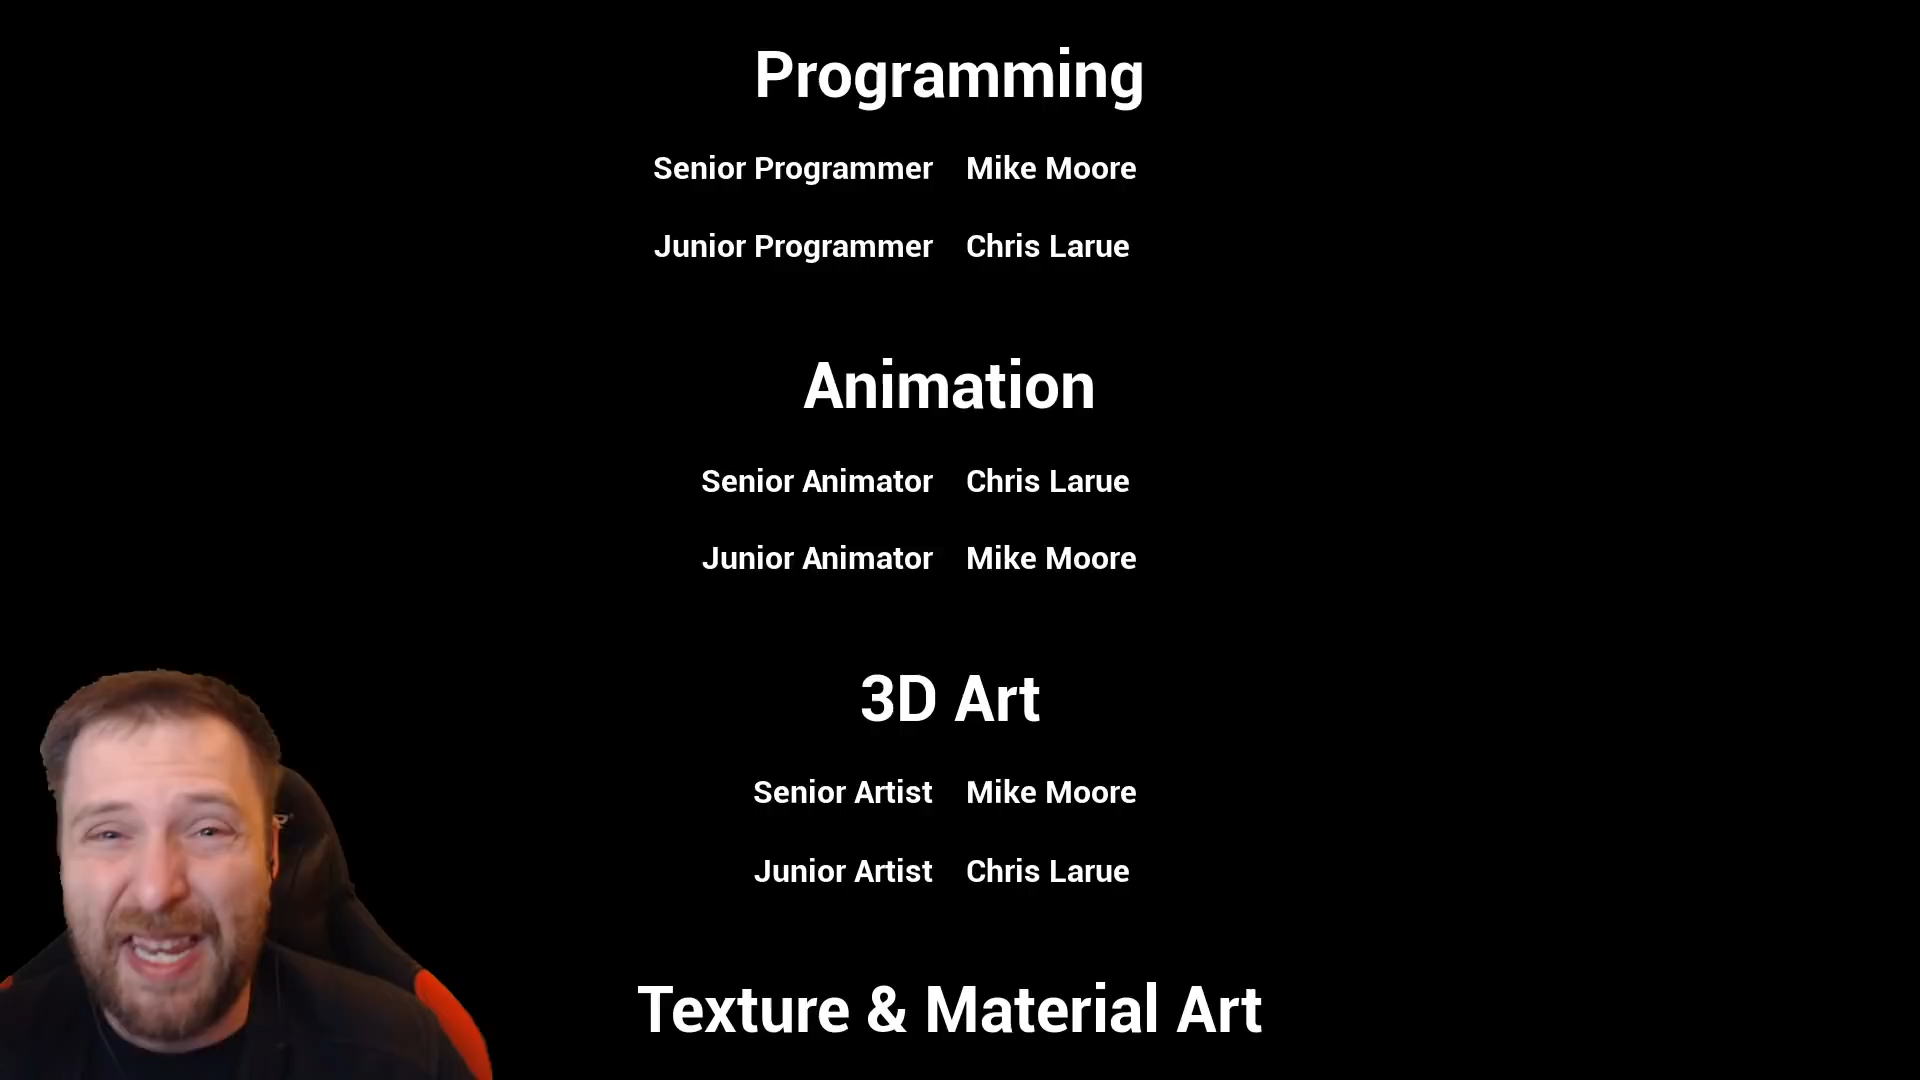 Programming
Senior Programmer Mike Moore
Junior Programmer Chris Larue
Animation
Senior Animator Chris Larue
Junior Animator Mike Moore
3D Art
Senior Artist Mike Moore
Junior Artist Chris Larue
Texture & Material Art